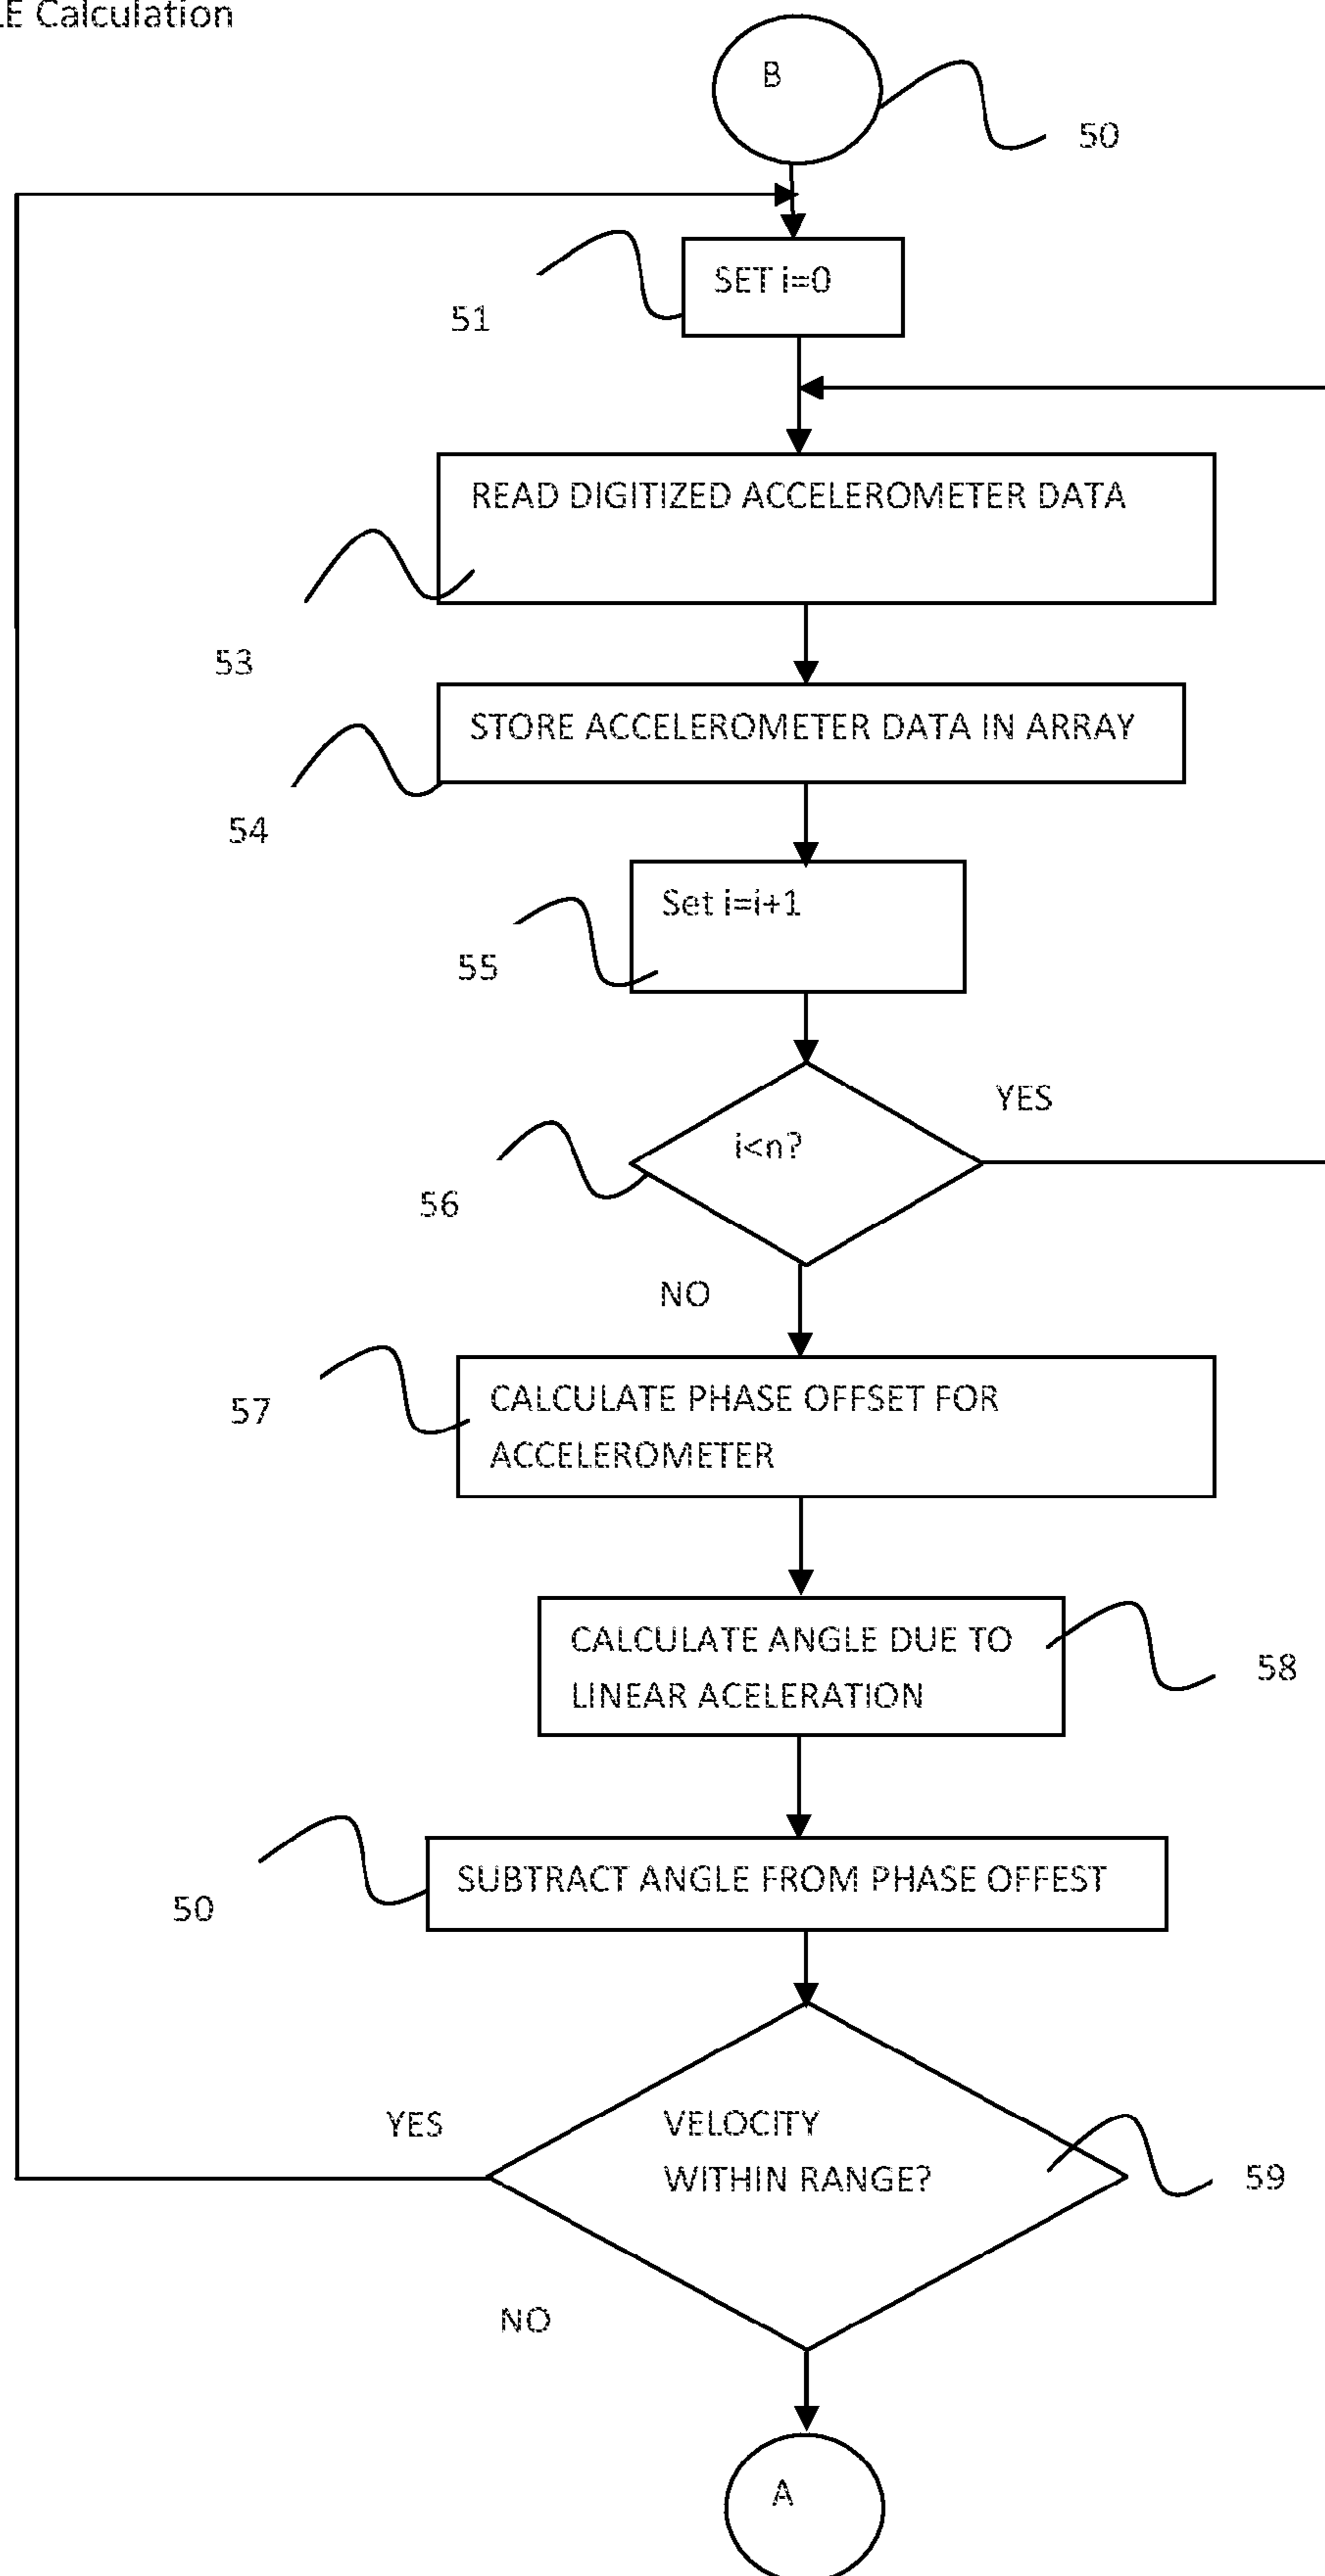 E Calculation
B
50
SET i=0
51
READ DIGITIZED ACCELEROMETER DATA
53
STORE ACCELEROMETER DATA IN ARRAY
54
Set i=i+1
55
YES
i<n?
56
NO
CALCULATE PHASE OFFSET FOR
ACCELEROMETER
57
CALCULATE ANGLE DUE TO
LINEAR ACELERATION
58
SUBTRACT ANGLE FROM PHASE OFFEST
50
YES
VELOCITY
WITHIN RANGE?
59
NO
A